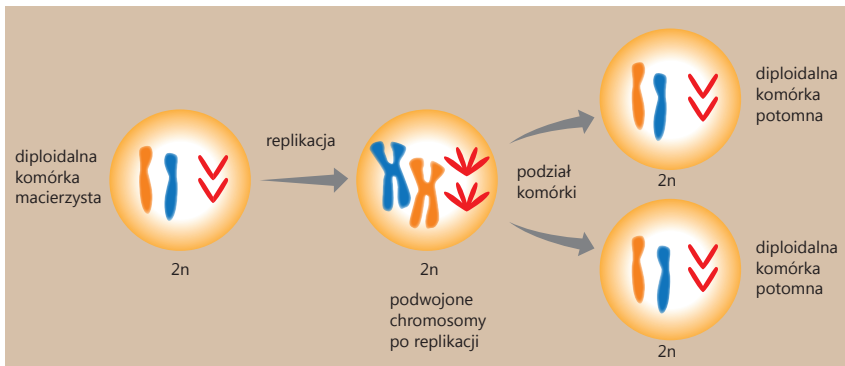 diploidalna
komórka
macierzysta
2n
replikacja
2n
podwojone
chromosomy
po replikacji
podział
komórki
diploidalna
komórka
potomna
2n
diploidalna
komórka
potomna
2n